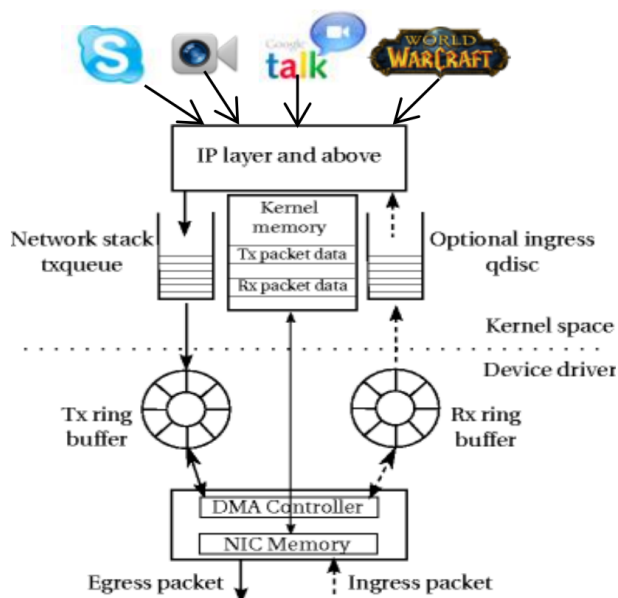 Google
talk
WORLD
WARCRAFT
IP layer and above
Network stack
txqueue
Kernel
memory
Tx packet data
Rx packet data
Optional ingress
qdisc
Kernel space
Device driver
Tx ring
buffer
Rx ring
buffer
DMA Controller
NIC Memory
Egress packet
Ingress packet